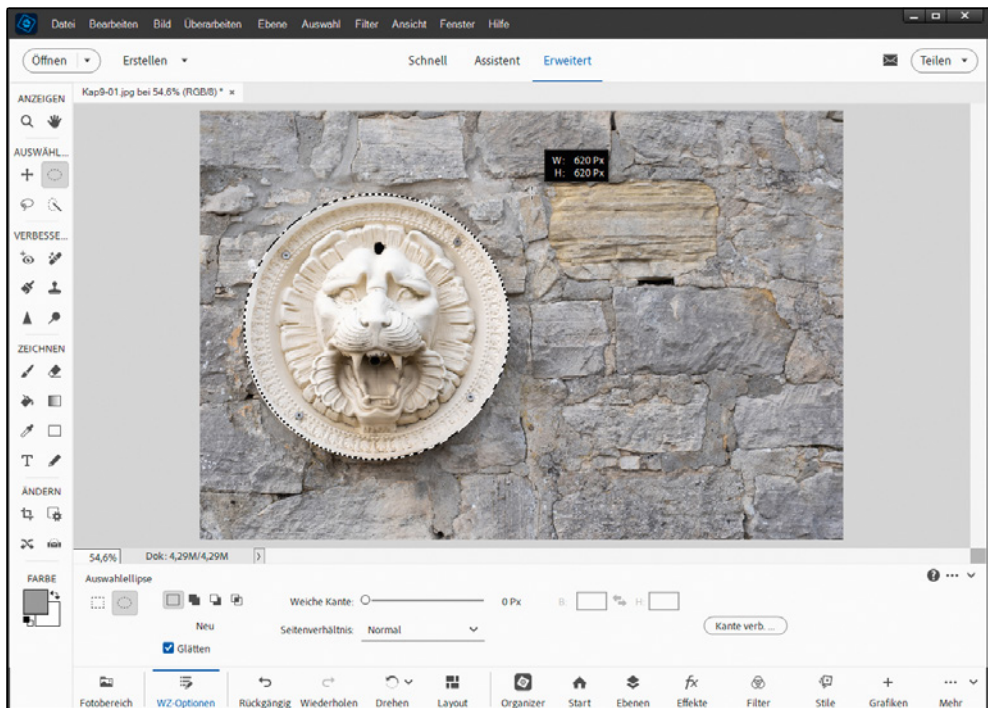 Datei Bearbeiten Bild Überarbeiten Ebene Auswahl Filter Ansicht Fenster Hilfe
Öffnen Erstellen Schnell Assistent Erweitert Teilen
ANZEIGEN
Kap9-01.jpg bei 54.6% (RGB/8) * ×
AUSWÄHL...
W: 620 Px
H: 620 Px
VERBESSE...
ZEICHNEN
T
ÄNDERN
54,6% Dok: 4,29M/4,29M
FARBE
Auswahlellipse
Weiche Kante: 0 Px B: H:
Neu
Seitenverhältnis: Normal
Kante verb. ...
Glätten
fx
Fotobereich WZ-Optionen Rückgängig Wiederholen Drehen Layout Organizer Start Ebenen Effekte Filter Stile Grafiken Mehr